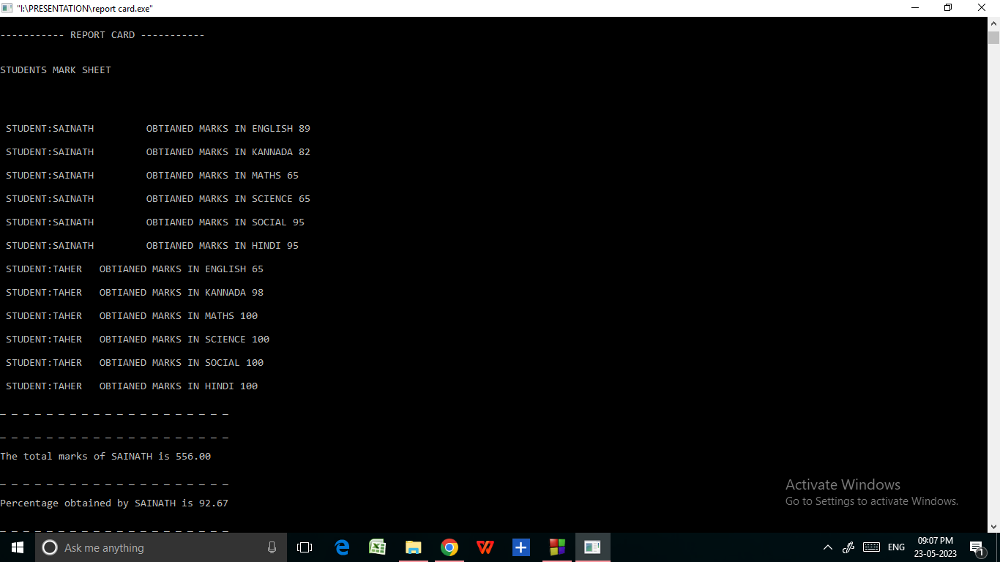 "I:\PRESENTATION\report card.exe"
----------- REPORT CARD -----------
STUDENTS MARK SHEET
STUDENT:SAINATH OBTIANED MARKS IN ENGLISH 89
STUDENT:SAINATH OBTIANED MARKS IN KANNADA 82
STUDENT:SAINATH OBTIANED MARKS IN MATHS 65
STUDENT:SAINATH OBTIANED MARKS IN SCIENCE 65
STUDENT:SAINATH OBTIANED MARKS IN SOCIAL 95
STUDENT:SAINATH OBTIANED MARKS IN HINDI 95
STUDENT:TAHER OBTIANED MARKS IN ENGLISH 65
STUDENT:TAHER OBTIANED MARKS IN KANNADA 98
STUDENT:TAHER OBTIANED MARKS IN MATHS 100
STUDENT:TAHER OBTIANED MARKS IN SCIENCE 100
STUDENT:TAHER OBTIANED MARKS IN SOCIAL 100
STUDENT:TAHER OBTIANED MARKS IN HINDI 100
_ _ _ _ _ _ _ _ _ _ _ _ _ _ _ _ _ _ _ _
_ _ _ _ _ _ _ _ _ _ _ _ _ _ _ _ _ _ _ _
The total marks of SAINATH is 556.00
_ _ _ _ _ _ _ _ _ _ _ _ _ _ _ _ _ _ _ _
Percentage obtained by SAINATH is 92.67
_ _ _ _ _ _ _ _ _ _ _ _ _ _ _ _ _ _ _ _
Activate Windows
Go to Settings to activate Windows.
Ask me anything
ENG
09:07 PM
23-05-2023
1